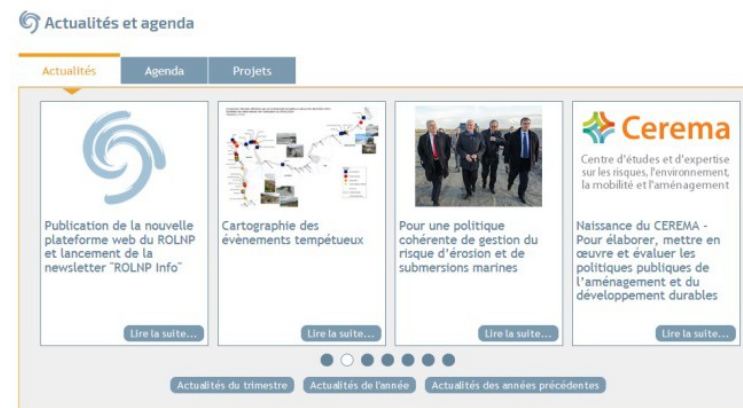 Actualités et agenda
Actualités
Agenda
Projets
Publication de la nouvelle
plateforme web du ROLNP
et lancement de la
newsletter "ROLNP Info"
Lire la suite...
Cartographie des
évènements tempétueux
Lire la suite...
Pour une politique
cohérente de gestion du
risque d'érosion et de
submersions marines
Lire la suite...
Cerema
Centre d'études et d'expertise
sur les risques, l'environnement,
la mobilité et l'aménagement
Naissance du CEREMA -
Pour élaborer, mettre en
œuvre et évaluer les
politiques publiques de
l'aménagement et du
développement durables
Lire la suite...
Actualités du trimestre
Actualités de l'année
Actualités des années précédentes